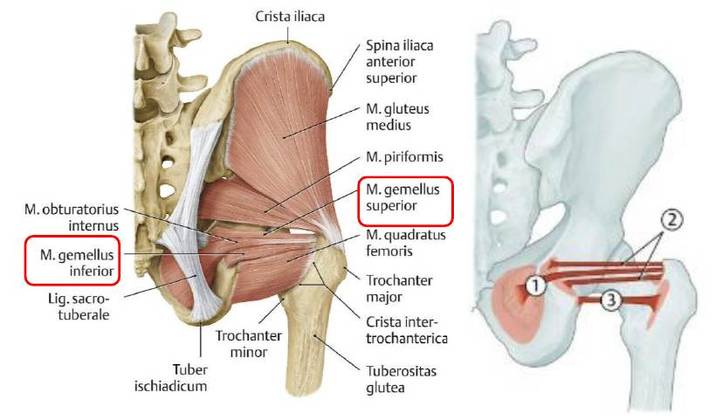 Crista iliaca
Spina iliaca
anterior
superior
M. gluteus
medius
M. piriformis
M. gemellus
superior
M. quadratus
femoris
Trochanter
major
Crista inter-
trochanterica
Tuberositas
glutea
M. obturatorius
internus
M. gemellus
inferior
Lig. sacro-
tuberale
Trochanter
minor
Tuber
ischiadicum
2
1
3